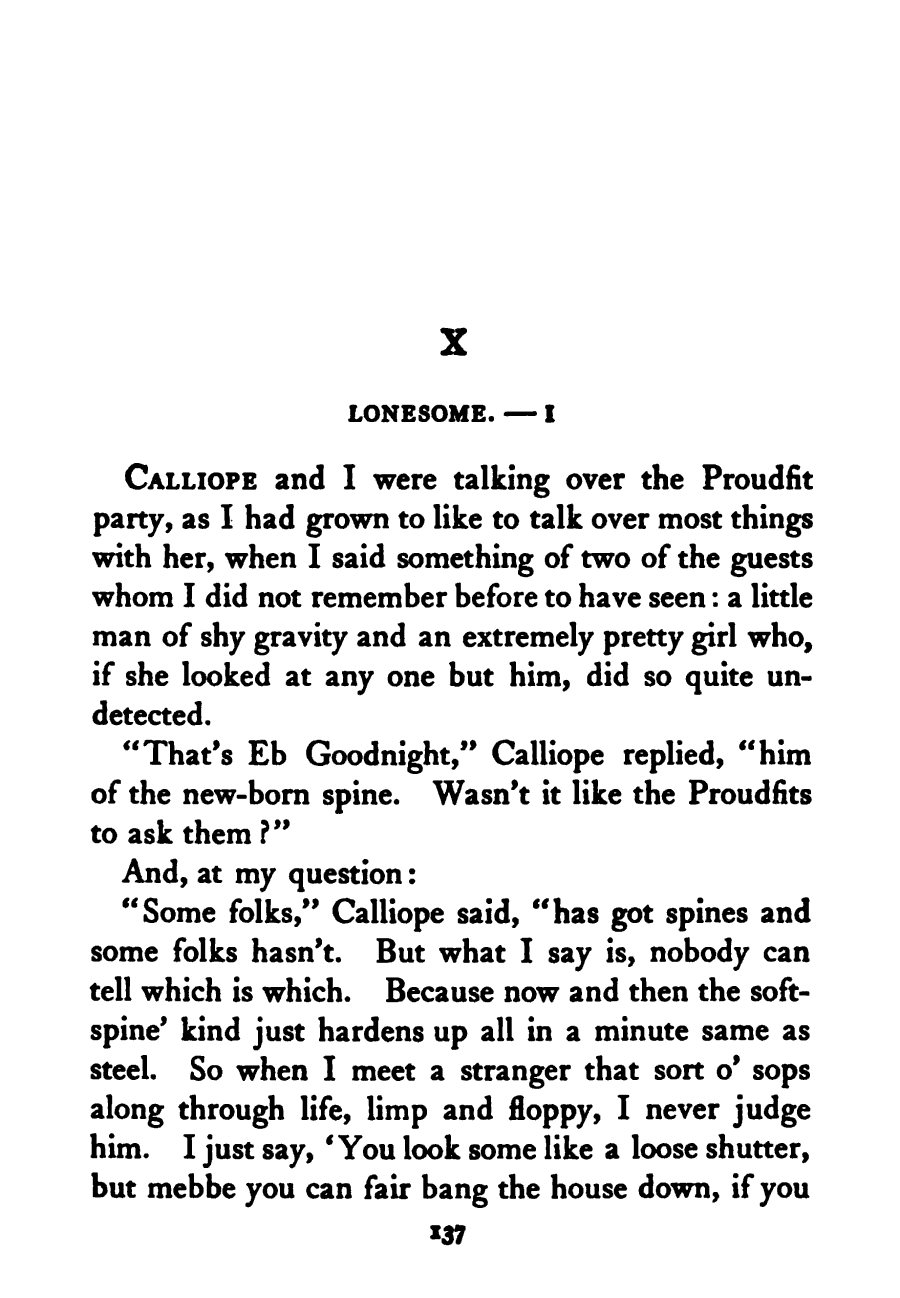 X
LONESOME. — I
CALLIOPE and I were talking over the Proudfit
party, as I had grown to like to talk over most things
with her, when I said something of two of the guests
whom I did not remember before to have seen: a little
man of shy gravity and an extremely pretty girl who,
if she looked at any one but him, did so quite un-
detected.
“That’s Eb Goodnight,” Calliope replied, “him
of the new-born spine. Wasn’t it like the Proudfits
to ask them?”
And, at my question:
“Some folks,” Calliope said, “has got spines and
some folks hasn’t. But what I say is, nobody can
tell which is which. Because now and then the soft-
spine’ kind just hardens up all in a minute same as
steel. So when I meet a stranger that sort o’ sops
along through life, limp and floppy, I never judge
him. I just say, ‘You look some like a loose shutter,
but mebbe you can fair bang the house down, if you
137